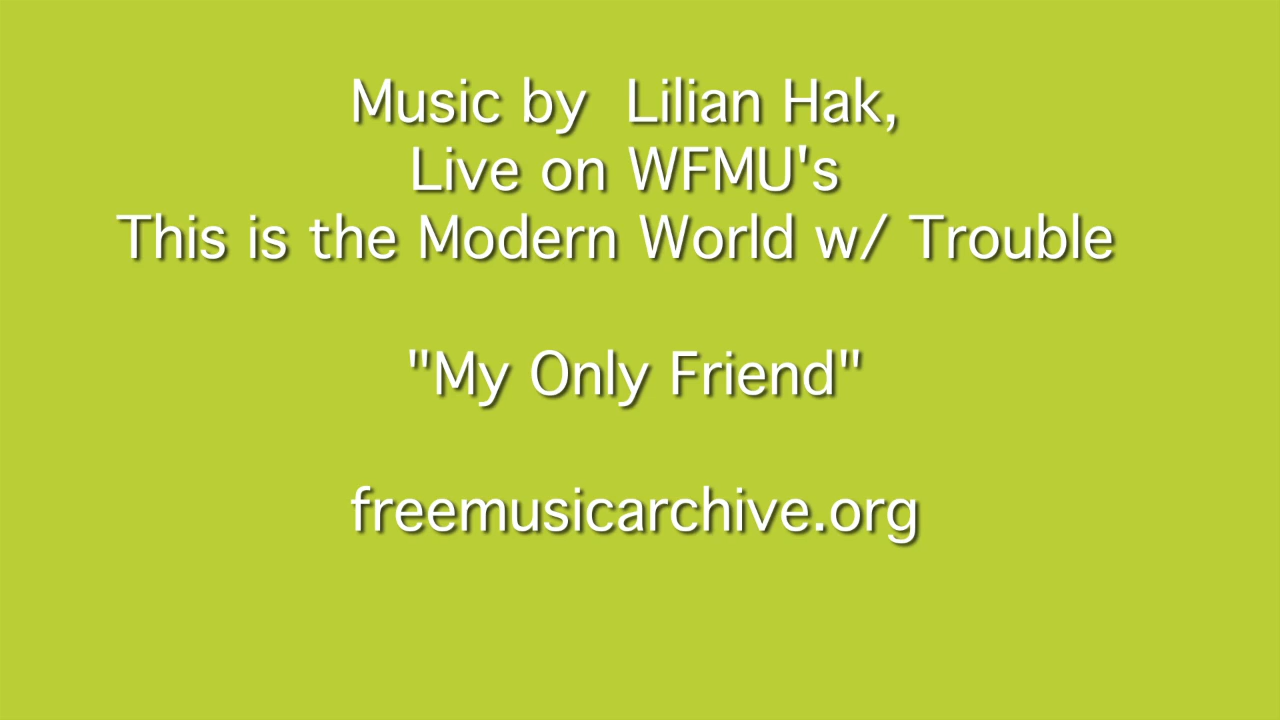 Music by  Lilian Hak,
Live on WFMU's
This is the Modern World w/ Trouble
"My Only Friend"
freemusicarchive.org